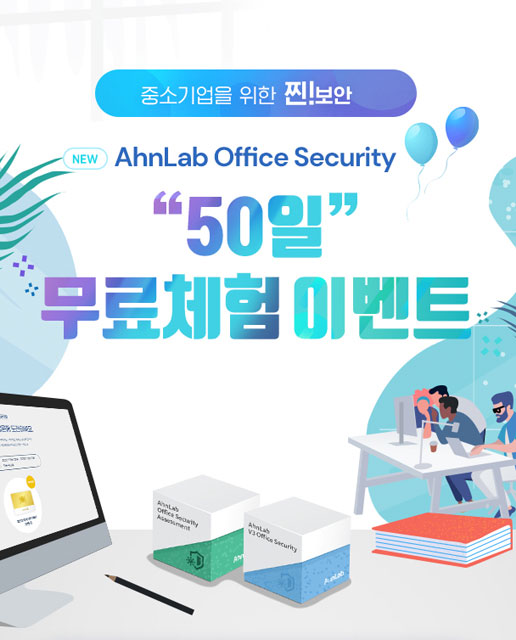 중소기업을 위한 찐!보안
NEW AhnLab Office Security
“50일”
무료체험 이벤트
AhnLab
Office Security
Assessment
AhnLab
V3 Office Security
AhnLab